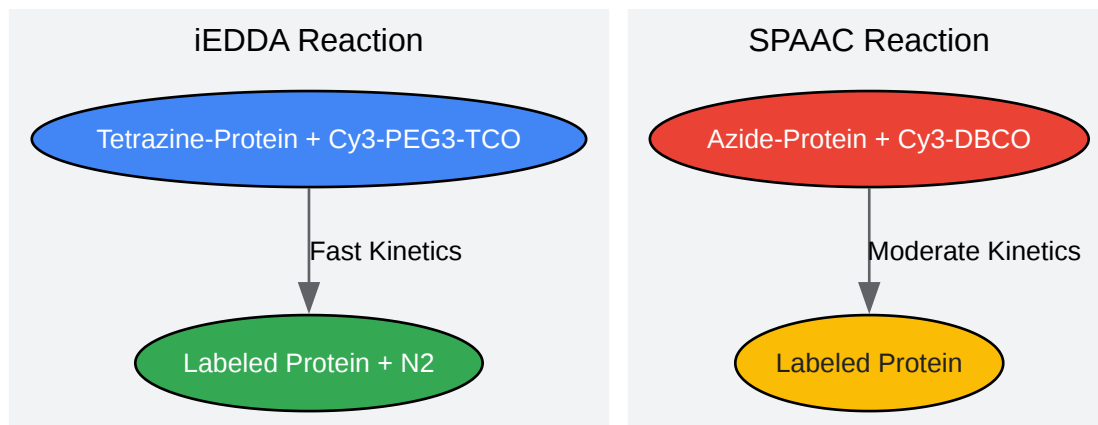 iEDDA Reaction
Tetrazine-Protein + Cy3-PEG3-TCO
Fast Kinetics
Labeled Protein + N2
SPAAC Reaction
Azide-Protein + Cy3-DBCO
Moderate Kinetics
Labeled Protein